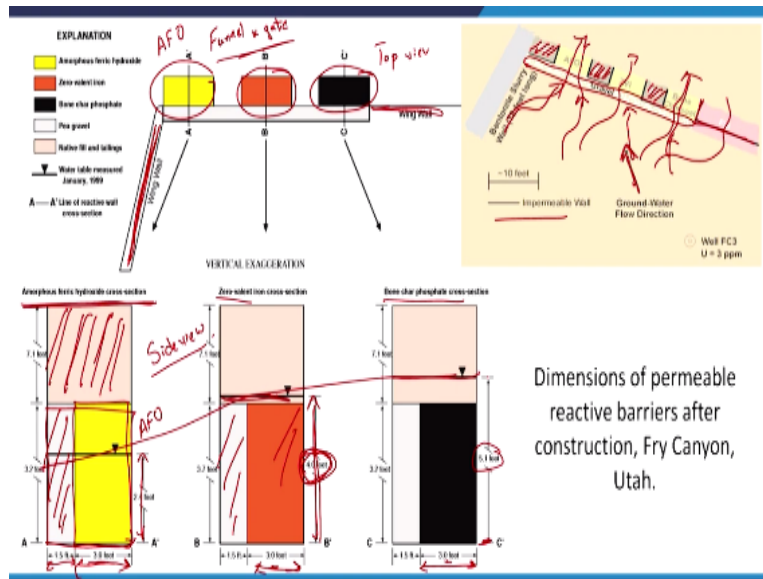 EXPLANATION
Amorphous ferric hydroxide
Zero-valent iron
Bone char phosphate
Pea gravel
Native fill and tailings
Water table measured
January, 1999
A — A' Line of reactive wall
cross-section
AFO
Funnel & gate
Top view
A'
B'
C'
A
B
C
Wing Wall
Wing Wall
Bentonite Slurry
~10 feet
Impermeable Wall
Ground-Water
Flow Direction
Well FC3
U = 3 ppm
VERTICAL EXAGGERATION
Amorphous ferric hydroxide cross-section
Zero-valent iron cross-section
Bone char phosphate cross-section
Side view
7.1 feet
7.1 feet
7.1 feet
AFO
3.7 feet
3.7 feet
3.7 feet
5.1 feet
A
A'
B
B'
C
C'
1.5 ft.
3.0 feet
1.5 ft.
3.0 feet
1.5 ft.
3.0 feet
Dimensions of permeable
reactive barriers after
construction, Fry Canyon,
Utah.